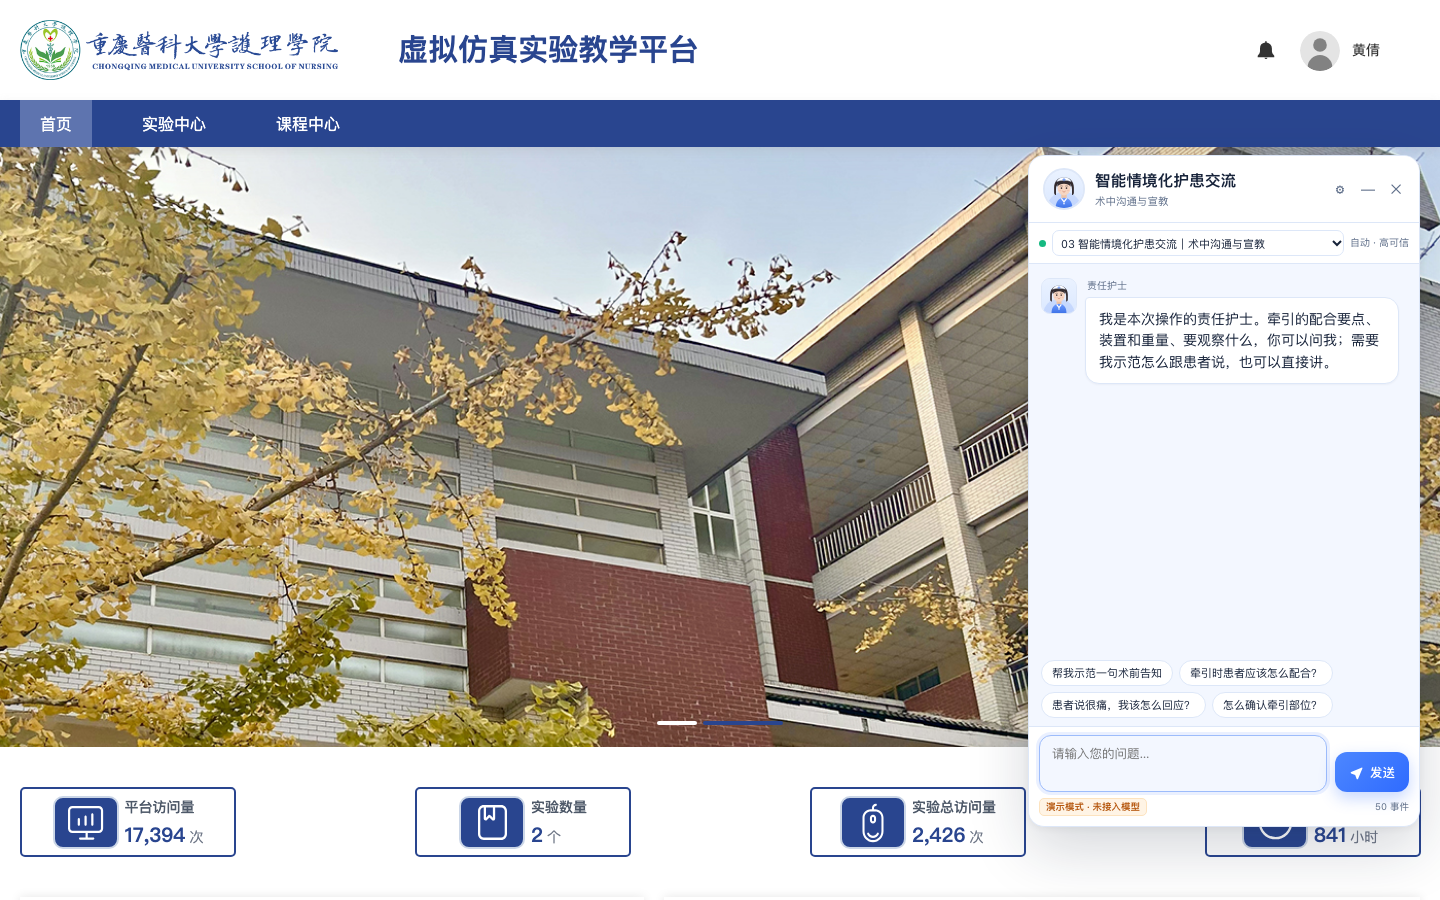 重慶醫科大學護理學院
CHONGQING MEDICAL UNIVERSITY SCHOOL OF NURSING
虚拟仿真实验教学平台
黄倩
首页
实验中心
课程中心
智能情境化护患交流
术中沟通与宣教
03 智能情境化护患交流｜术中沟通与宣教
自动 · 高可信
责任护士
我是本次操作的责任护士。牵引的配合要点、
装置和重量、要观察什么，你可以问我；需要
我示范怎么跟患者说，也可以直接讲。
帮我示范一句术前告知
牵引时患者应该怎么配合？
患者说很痛，我该怎么回应？
怎么确认牵引部位？
请输入您的问题...
发送
演示模式 · 未接入模型
50 事件
平台访问量
17,394 次
实验数量
2 个
实验总访问量
2,426 次
841 小时